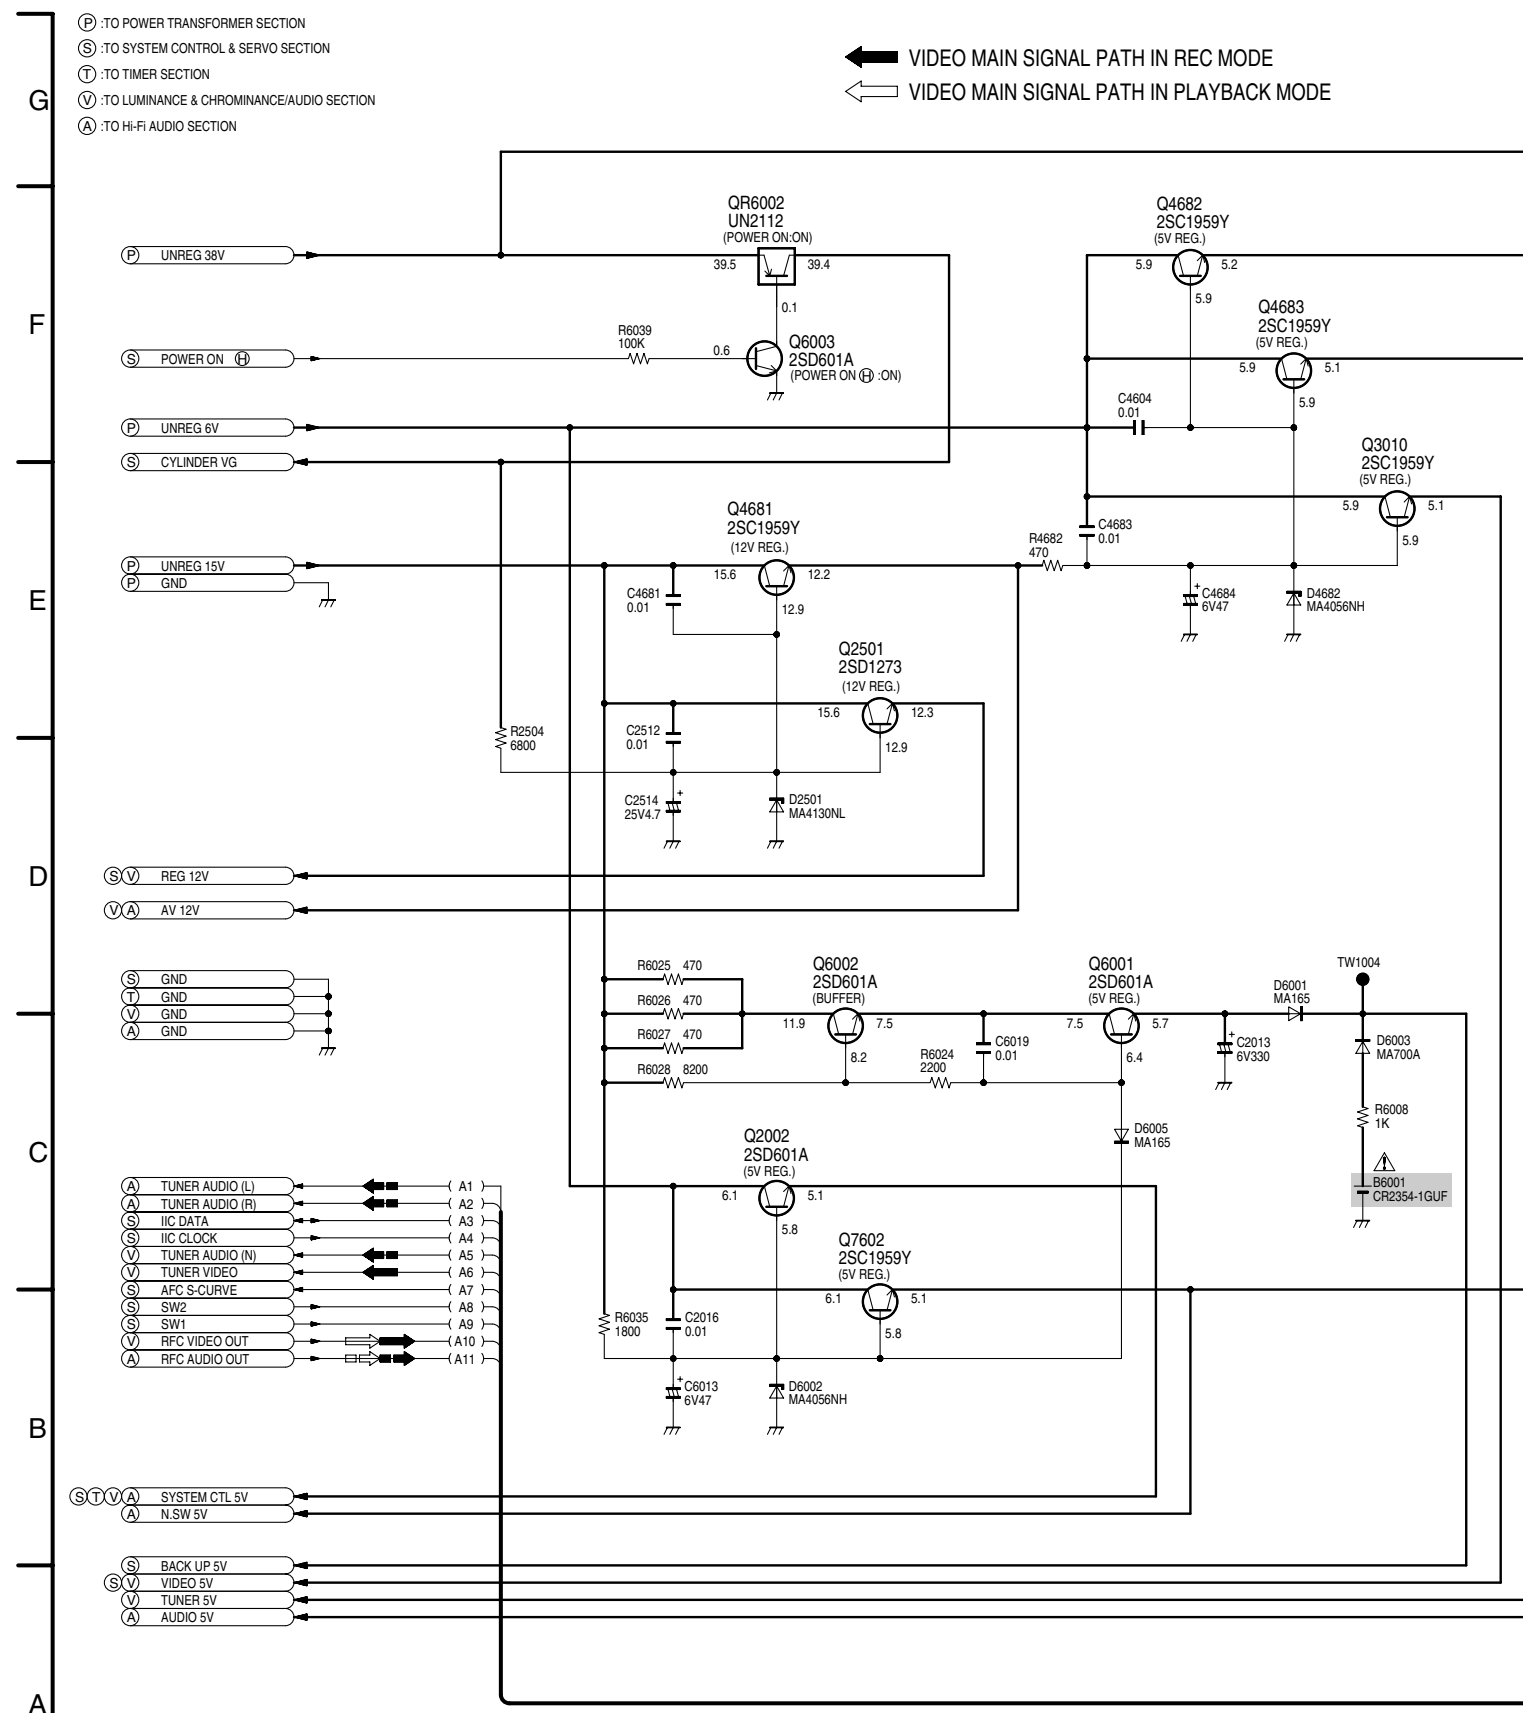 Ⓟ :TO POWER TRANSFORMER SECTION
Ⓢ :TO SYSTEM CONTROL & SERVO SECTION
Ⓣ :TO TIMER SECTION
Ⓥ :TO LUMINANCE & CHROMINANCE/AUDIO SECTION
Ⓐ :TO Hi-Fi AUDIO SECTION
VIDEO MAIN SIGNAL PATH IN REC MODE
VIDEO MAIN SIGNAL PATH IN PLAYBACK MODE
G
F
E
D
C
B
A
Ⓟ UNREG 38V
QR6002
UN2112
(POWER ON:ON)
39.5
39.4
0.1
Ⓢ POWER ON Ⓗ
R6039
100K
0.6
Q6003
2SD601A
(POWER ON Ⓗ :ON)
Q4682
2SC1959Y
(5V REG.)
5.9
5.2
5.9
Q4683
2SC1959Y
(5V REG.)
5.9
5.1
5.9
Ⓟ UNREG 6V
C4604
0.01
Ⓢ CYLINDER VG
Q3010
2SC1959Y
(5V REG.)
5.9
5.1
5.9
Q4681
2SC1959Y
(12V REG.)
15.6
12.2
12.9
R4682
470
C4683
0.01
Ⓟ UNREG 15V
Ⓟ GND
C4681
0.01
C4684
+
6V47
D4682
MA4056NH
Q2501
2SD1273
(12V REG.)
15.6
12.3
12.9
R2504
6800
C2512
0.01
C2514
+
25V4.7
D2501
MA4130NL
Ⓢ Ⓥ REG 12V
Ⓥ Ⓐ AV 12V
Ⓢ GND
Ⓣ GND
Ⓥ GND
Ⓐ GND
R6025 470
R6026 470
R6027 470
R6028 8200
Q6002
2SD601A
(BUFFER)
11.9
7.5
8.2
R6024
2200
C6019
0.01
Q6001
2SD601A
(5V REG.)
7.5
5.7
6.4
D6001
MA165
TW1004
C2013
+
6V330
D6003
MA700A
R6008
1K
B6001
CR2354-1GUF
D6005
MA165
Q2002
2SD601A
(5V REG.)
6.1
5.1
5.8
Q7602
2SC1959Y
(5V REG.)
6.1
5.1
5.8
Ⓐ TUNER AUDIO (L) ( A1 )
Ⓐ TUNER AUDIO (R) ( A2 )
Ⓢ IIC DATA ( A3 )
Ⓢ IIC CLOCK ( A4 )
Ⓥ TUNER AUDIO (N) ( A5 )
Ⓥ TUNER VIDEO ( A6 )
Ⓢ AFC S-CURVE ( A7 )
Ⓢ SW2 ( A8 )
Ⓢ SW1 ( A9 )
Ⓥ RFC VIDEO OUT ( A10 )
Ⓐ RFC AUDIO OUT ( A11 )
R6035
1800
C2016
0.01
C6013
+
6V47
D6002
MA4056NH
Ⓢ Ⓣ Ⓥ Ⓐ SYSTEM CTL 5V
Ⓐ N.SW 5V
Ⓢ BACK UP 5V
Ⓢ Ⓥ VIDEO 5V
Ⓥ TUNER 5V
Ⓐ AUDIO 5V